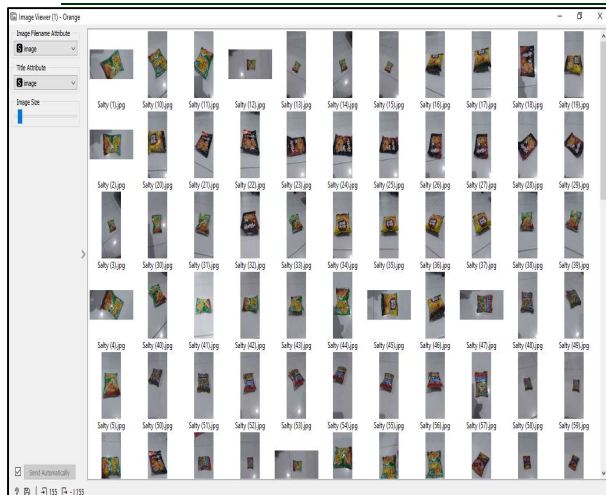 Image Viewer (1) - Orange
Image Filename Attribute
S image
Title Attribute
S image
Image Size
Salty (1).jpg Salty (10).jpg Salty (11).jpg Salty (12).jpg Salty (13).jpg Salty (14).jpg Salty (15).jpg Salty (16).jpg Salty (17).jpg Salty (18).jpg Salty (19).jpg
Salty (2).jpg Salty (20).jpg Salty (21).jpg Salty (22).jpg Salty (23).jpg Salty (24).jpg Salty (25).jpg Salty (26).jpg Salty (27).jpg Salty (28).jpg Salty (29).jpg
Salty (3).jpg Salty (30).jpg Salty (31).jpg Salty (32).jpg Salty (33).jpg Salty (34).jpg Salty (35).jpg Salty (36).jpg Salty (37).jpg Salty (38).jpg Salty (39).jpg
Salty (4).jpg Salty (40).jpg Salty (41).jpg Salty (42).jpg Salty (43).jpg Salty (44).jpg Salty (45).jpg Salty (46).jpg Salty (47).jpg Salty (48).jpg Salty (49).jpg
Salty (5).jpg Salty (50).jpg Salty (51).jpg Salty (52).jpg Salty (53).jpg Salty (54).jpg Salty (55).jpg Salty (56).jpg Salty (57).jpg Salty (58).jpg Salty (59).jpg
Send Automatically
155 - | 155